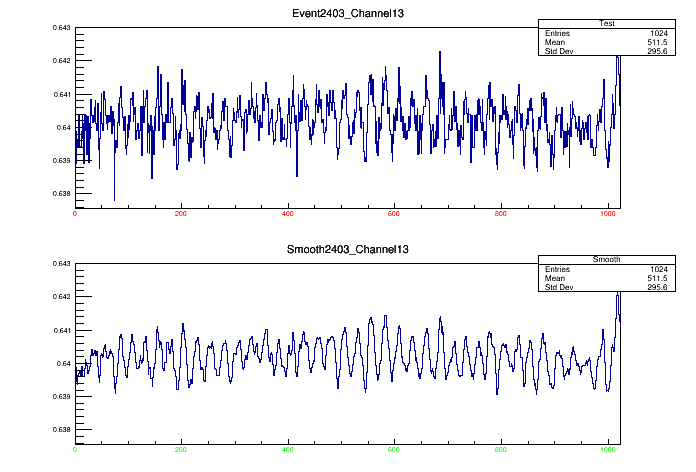 Event2403_Channel13
Test
Entries 1024
Mean 511.5
Std Dev 295.6
0.643
0.642
0.641
0.64
0.639
0.638
0 200 400 600 800 1000
Smooth2403_Channel13
Smooth
Entries 1024
Mean 511.5
Std Dev 295.6
0.643
0.642
0.641
0.64
0.639
0.638
0 200 400 600 800 1000